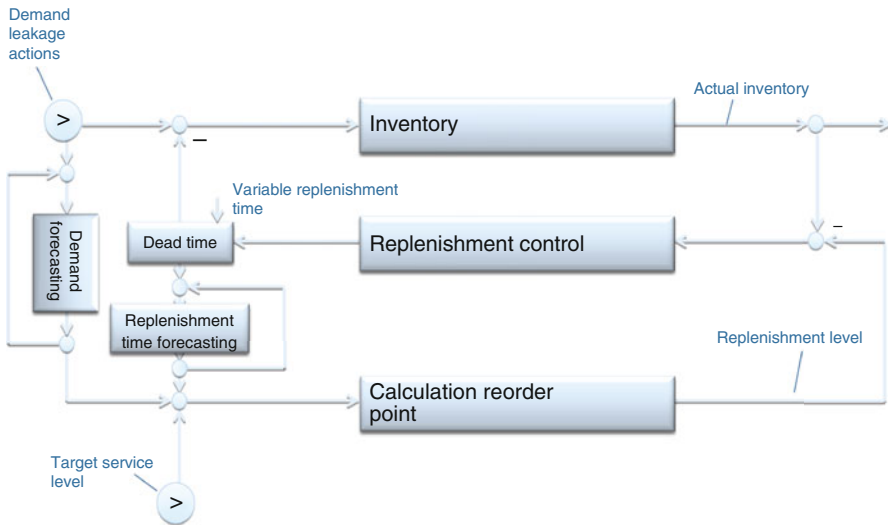 Demand
leakage
actions
>
–
Inventory
Actual inventory
Variable replenishment
time
Demand
forecasting
Dead time
Replenishment control
–
Replenishment
time forecasting
Replenishment level
Calculation reorder
point
Target service
level
>